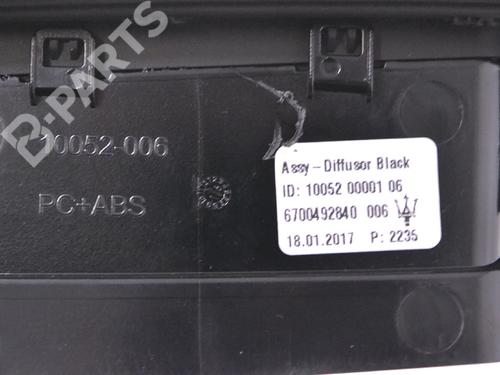 B-PARTS
10052-006
PC+ABS
Assy-Diffusor Black
ID: 10052 00001 06
6700492840 006
18.01.2017 P: 2235